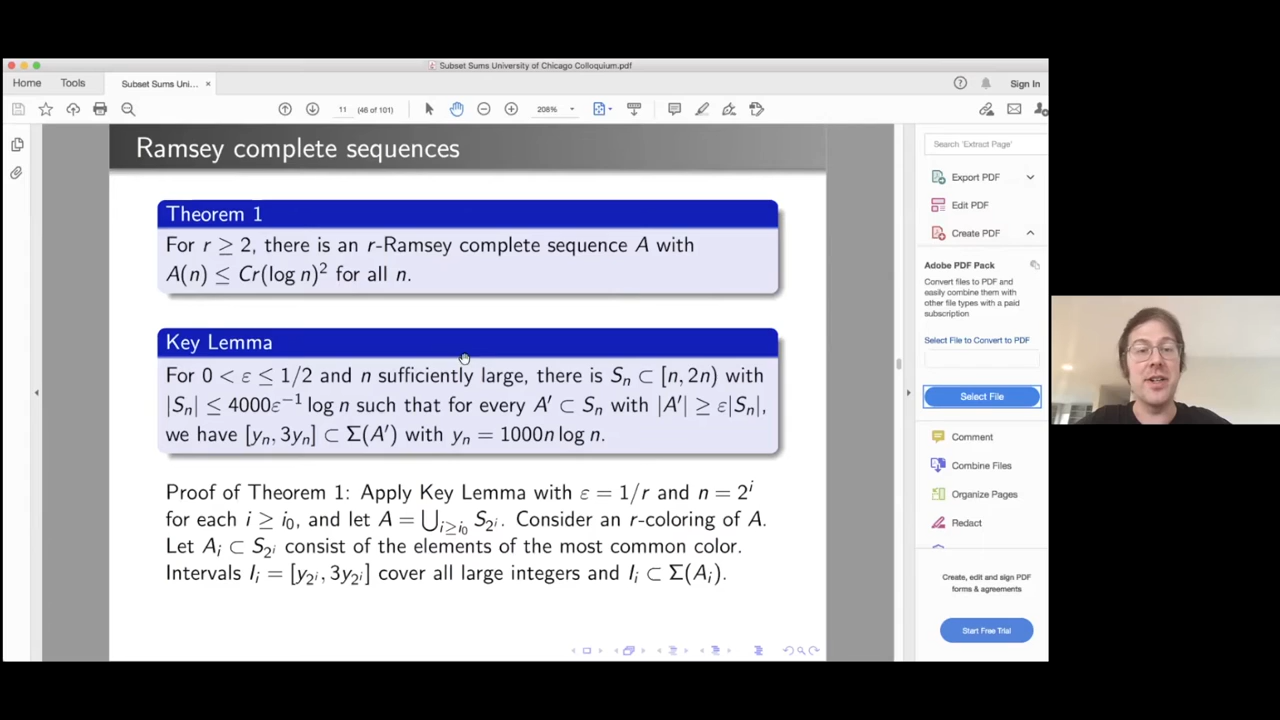 Subset Sums University of Chicago Colloquium.pdf
Home Tools Subset Sums Uni... × Sign In
11 (46 of 101) 208%
Ramsey complete sequences
Theorem 1
For r ≥ 2, there is an r-Ramsey complete sequence A with
A(n) ≤ Cr(log n)² for all n.
Key Lemma
For 0 < ε ≤ 1/2 and n sufficiently large, there is Sₙ ⊂ [n, 2n) with
|Sₙ| ≤ 4000ε⁻¹ log n such that for every A′ ⊂ Sₙ with |A′| ≥ ε|Sₙ|,
we have [yₙ, 3yₙ] ⊂ Σ(A′) with yₙ = 1000n log n.
Proof of Theorem 1: Apply Key Lemma with ε = 1/r and n = 2ⁱ
for each i ≥ i₀, and let A = ⋃_{i≥i₀} S_{2ⁱ}. Consider an r-coloring of A.
Let Aᵢ ⊂ S_{2ⁱ} consist of the elements of the most common color.
Intervals Iᵢ = [y_{2ⁱ}, 3y_{2ⁱ}] cover all large integers and Iᵢ ⊂ Σ(Aᵢ).
Search 'Extract Page'
Export PDF
Edit PDF
Create PDF
Adobe PDF Pack
Convert files to PDF and
easily combine them with
other file types with a paid
subscription
Select File to Convert to PDF
Select File
Comment
Combine Files
Organize Pages
Redact
Create, edit and sign PDF
forms & agreements
Start Free Trial